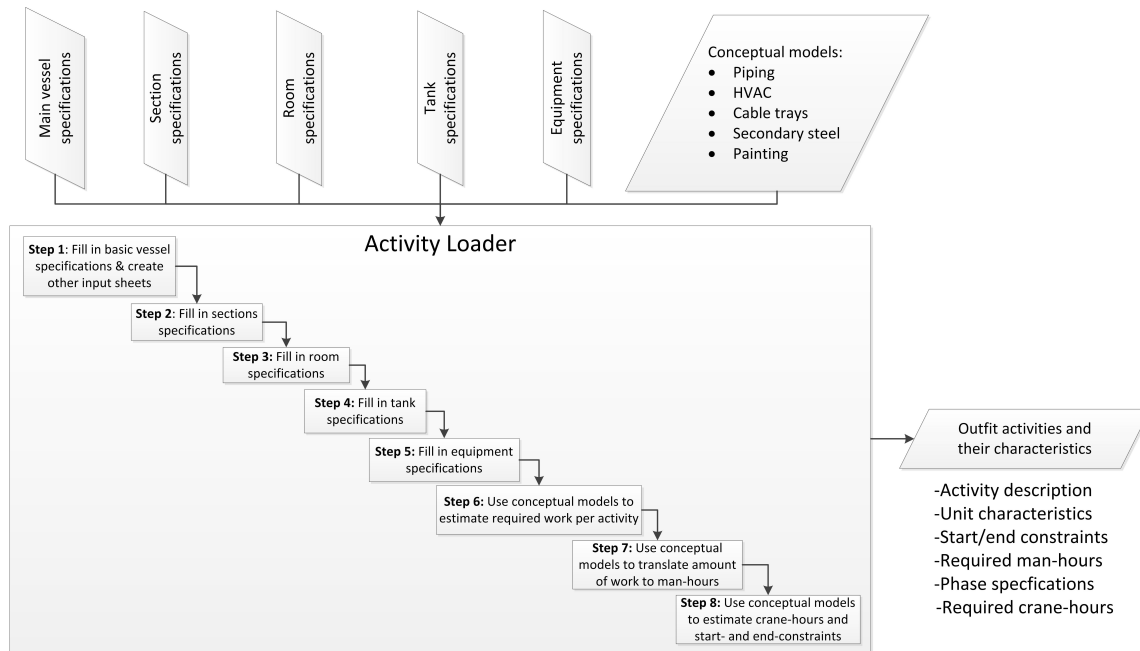 Main vessel
specifications
Section
specifications
Room
specifications
Tank
specifications
Equipment
specifications
Conceptual models:
● Piping
● HVAC
● Cable trays
● Secondary steel
● Painting
Activity Loader
Step 1: Fill in basic vessel
specifications & create
other input sheets
Step 2: Fill in sections
specifications
Step 3: Fill in room
specifications
Step 4: Fill in tank
specifications
Step 5: Fill in equipment
specifications
Step 6: Use conceptual models to
estimate required work per activity
Step 7: Use conceptual
models to translate amount
of work to man-hours
Step 8: Use conceptual models
to estimate crane-hours and
start- and end-constraints
Outfit activities and
their characteristics
-Activity description
-Unit characteristics
-Start/end constraints
-Required man-hours
-Phase specfications
-Required crane-hours